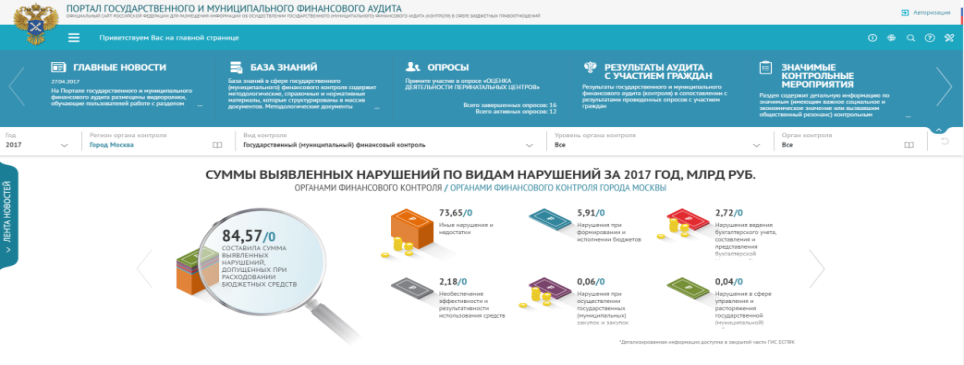 ПОРТАЛ ГОСУДАРСТВЕННОГО И МУНИЦИПАЛЬНОГО ФИНАНСОВОГО АУДИТА
ОФИЦИАЛЬНЫЙ САЙТ РОССИЙСКОЙ ФЕДЕРАЦИИ ДЛЯ РАЗМЕЩЕНИЯ ИНФОРМАЦИИ ОБ ОСУЩЕСТВЛЕНИИ ГОСУДАРСТВЕННОГО (МУНИЦИПАЛЬНОГО) ФИНАНСОВОГО АУДИТА (КОНТРОЛЯ) В СФЕРЕ БЮДЖЕТНЫХ ПРАВООТНОШЕНИЙ
Авторизация
Приветствуем Вас на главной странице
ГЛАВНЫЕ НОВОСТИ
27.04.2017
На Портале государственного и муниципального
финансового аудита размещены видеоролики,
обучающие пользователей работе с разделом ...
БАЗА ЗНАНИЙ
База знаний в сфере государственного
(муниципального) финансового контроля содержит
методологические, справочные и нормативные
материалы, которые структурированы в массив
документов. Методологические документы ...
ОПРОСЫ
Примите участие в опросе «ОЦЕНКА
ДЕЯТЕЛЬНОСТИ ПЕРИНАТАЛЬНЫХ ЦЕНТРОВ»
Всего завершенных опросов: 16
Всего активных опросов: 12
РЕЗУЛЬТАТЫ АУДИТА
С УЧАСТИЕМ ГРАЖДАН
Результаты государственного и муниципального
финансового аудита (контроля) в сопоставлении с
результатами проведенных опросов с участием
граждан
ЗНАЧИМЫЕ
КОНТРОЛЬНЫЕ
МЕРОПРИЯТИЯ
Раздел содержит детальную информацию по
значимым (имеющим важное социальное и
экономическое значение или вызвавшим
общественный резонанс) контрольным ...
Год
2017
Регион органа контроля
Город Москва
Вид контроля
Государственный (муниципальный) финансовый контроль
Уровень органа контроля
Все
Орган контроля
Все
ЛЕНТА НОВОСТЕЙ
СУММЫ ВЫЯВЛЕННЫХ НАРУШЕНИЙ ПО ВИДАМ НАРУШЕНИЙ ЗА 2017 ГОД, МЛРД РУБ.
ОРГАНАМИ ФИНАНСОВОГО КОНТРОЛЯ / ОРГАНАМИ ФИНАНСОВОГО КОНТРОЛЯ ГОРОДА МОСКВЫ
84,57/0
СОСТАВИЛА СУММА
ВЫЯВЛЕННЫХ
НАРУШЕНИЙ,
ДОПУЩЕННЫХ ПРИ
РАСХОДОВАНИИ
БЮДЖЕТНЫХ СРЕДСТВ
73,65/0
Иные нарушения и
недостатки
5,91/0
Нарушения при
формировании и
исполнении бюджетов
2,72/0
Нарушения ведения
бухгалтерского учета,
составления и
представления
бухгалтерской
2,18/0
Необеспечение
эффективности и
результативности
использования средств
0,06/0
Нарушения при
осуществлении
государственных
(муниципальных)
закупок и закупок
0,04/0
Нарушения в сфере
управления и
распоряжения
государственной
(муниципальной)
*Детализированная информация доступна в закрытой части ГИС ЕСГФК